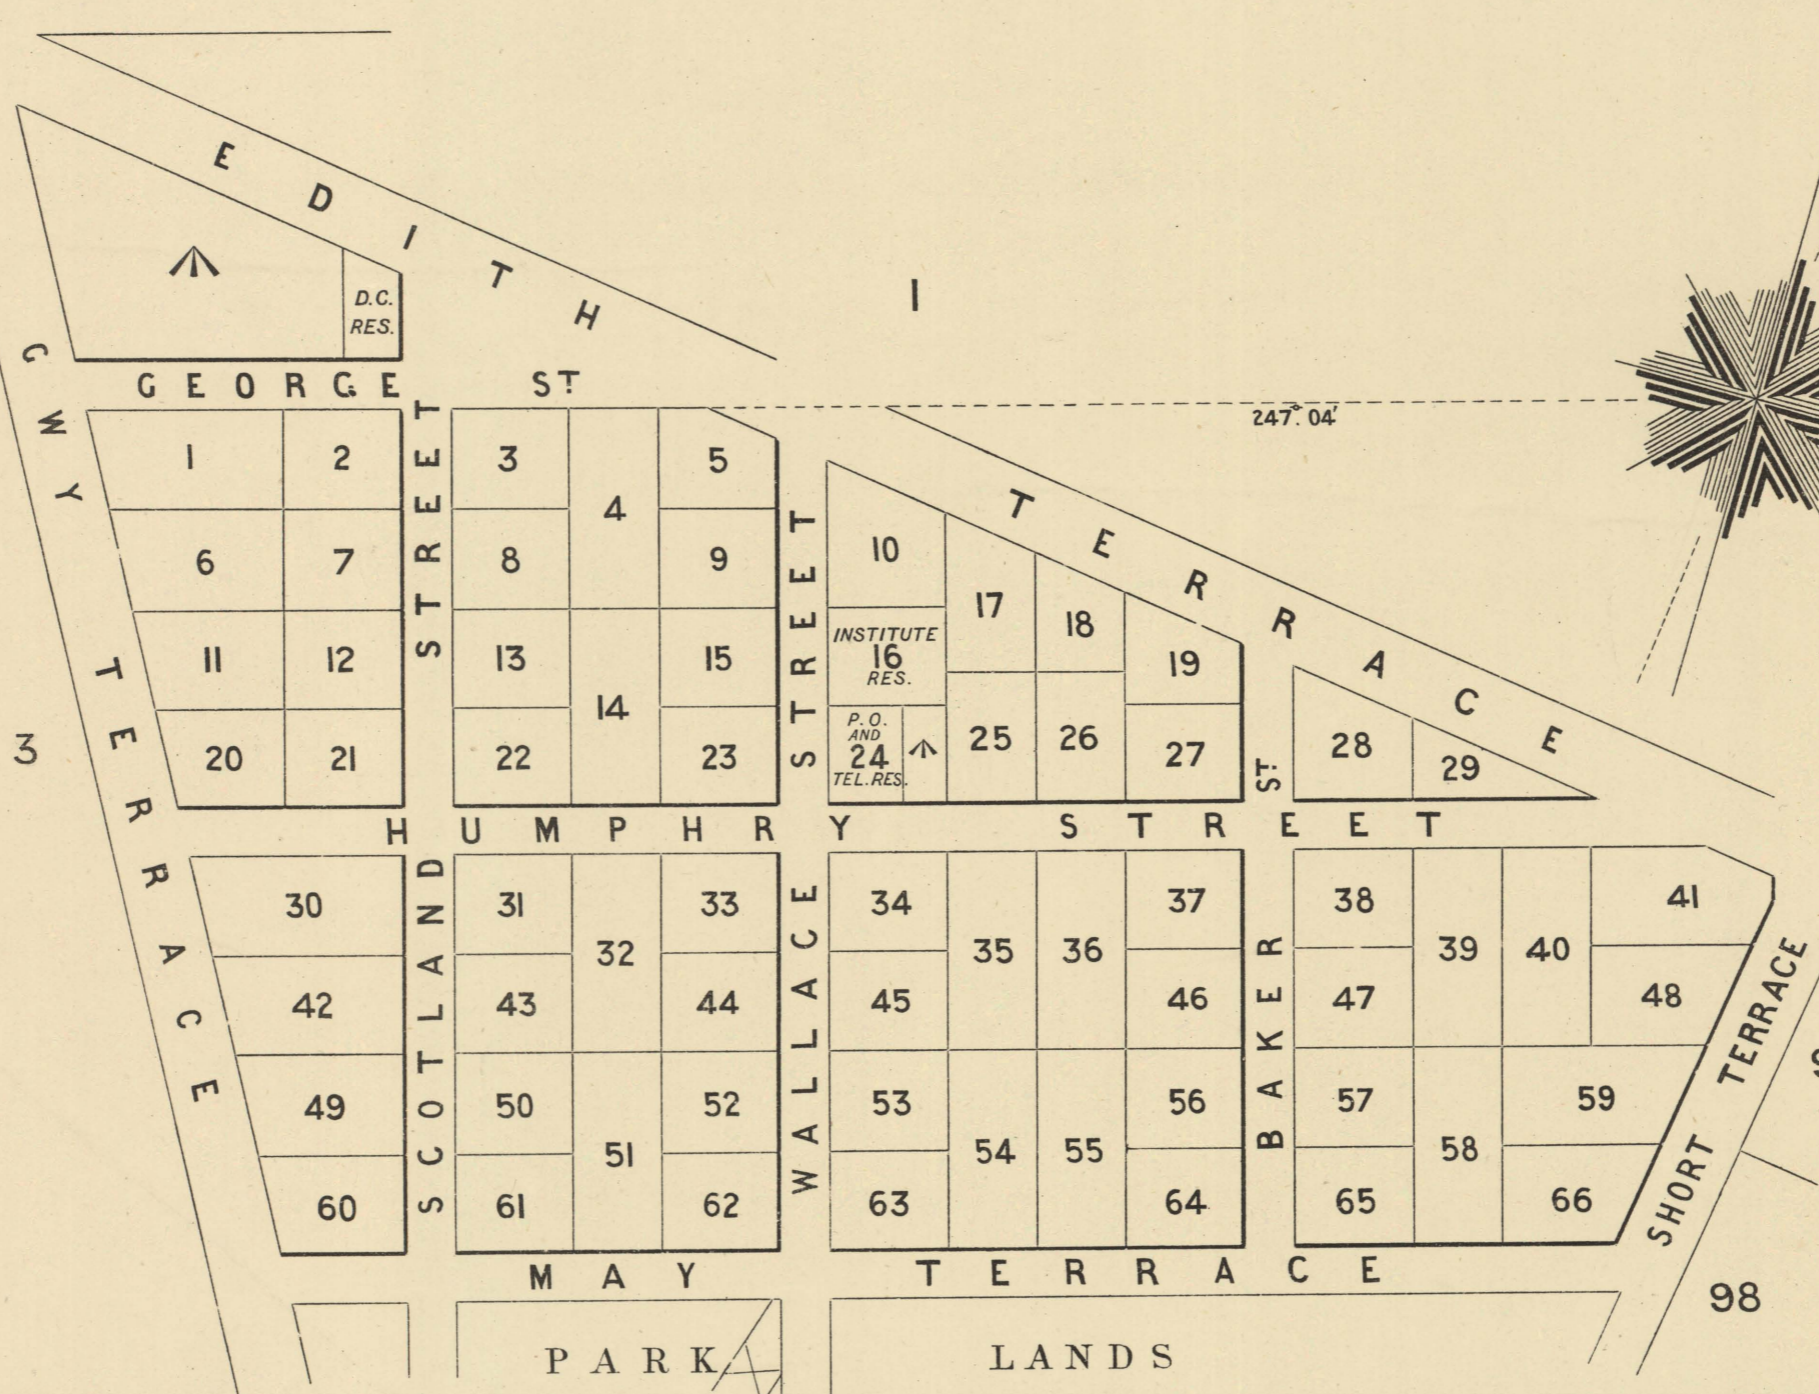 EDITH TERRACE
I
D.C.
RES.
GWY TERRACE
GEORGE ST
247° 04'
1 2 3 4 5
6 7 8 9 10
11 12 13 14 15
INSTITUTE
16
RES.
17 18 19
20 21 22 23
P.O.
AND
24
TEL. RES.
25 26 27 28 29
3
SCOTLAND STREET
WALLACE STREET
BAKER ST.
HUMPHRY STREET
30 31 32 33 34 35 36 37 38 39 40 41
42 43 44 45 46 47 48
49 50 51 52 53 54 55 56 57 58 59
60 61 62 63 64 65 66
SHORT TERRACE
MAY TERRACE
98
PARK LANDS